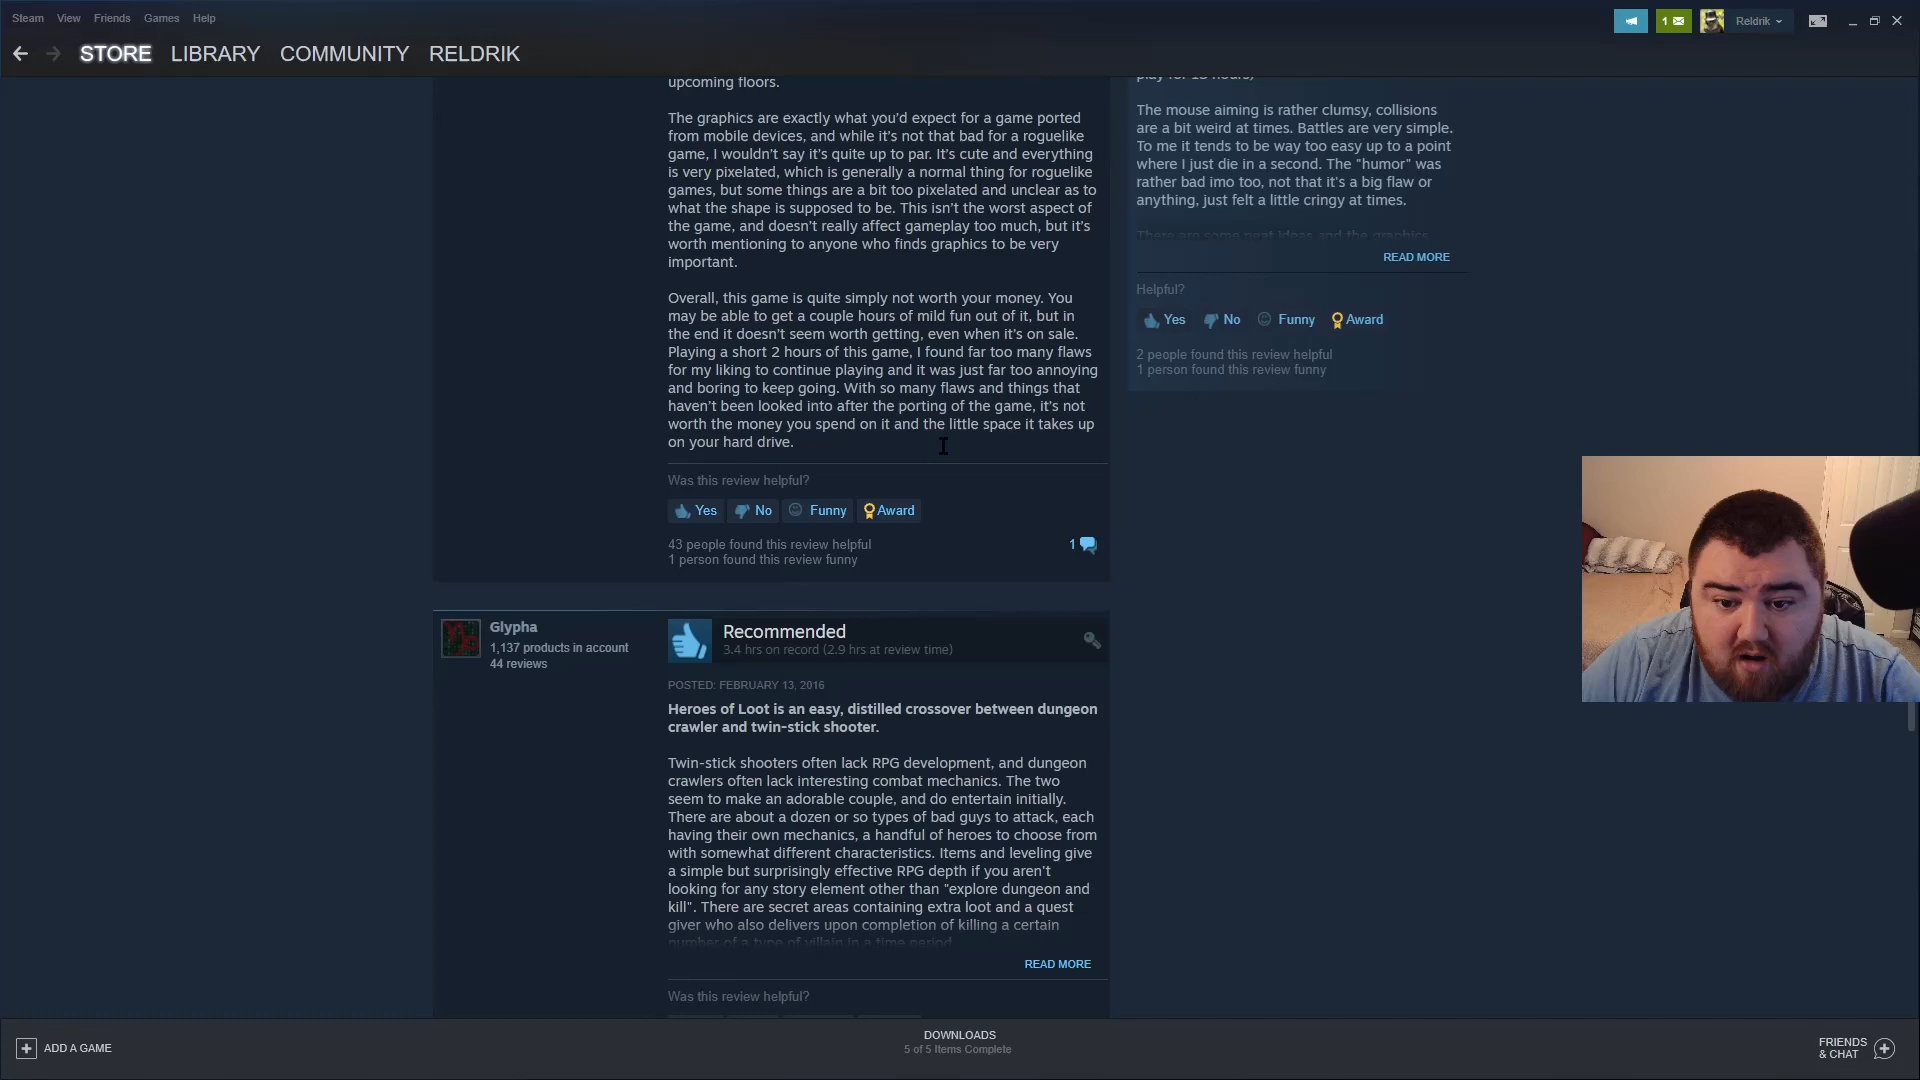 Steam View Friends Games Help
1
Reldrik
STORE LIBRARY COMMUNITY RELDRIK
upcoming floors.
The graphics are exactly what you'd expect for a game ported
from mobile devices, and while it's not that bad for a roguelike
game, I wouldn't say it's quite up to par. It's cute and everything
is very pixelated, which is generally a normal thing for roguelike
games, but some things are a bit too pixelated and unclear as to
what the shape is supposed to be. This isn't the worst aspect of
the game, and doesn't really affect gameplay too much, but it's
worth mentioning to anyone who finds graphics to be very
important.
Overall, this game is quite simply not worth your money. You
may be able to get a couple hours of mild fun out of it, but in
the end it doesn't seem worth getting, even when it's on sale.
Playing a short 2 hours of this game, I found far too many flaws
for my liking to continue playing and it was just far too annoying
and boring to keep going. With so many flaws and things that
haven't been looked into after the porting of the game, it's not
worth the money you spend on it and the little space it takes up
on your hard drive.
Was this review helpful?
Yes No Funny Award
43 people found this review helpful
1 person found this review funny
1
Glypha
1,137 products in account
44 reviews
Recommended
3.4 hrs on record (2.9 hrs at review time)
POSTED: FEBRUARY 13, 2016
Heroes of Loot is an easy, distilled crossover between dungeon
crawler and twin-stick shooter.
Twin-stick shooters often lack RPG development, and dungeon
crawlers often lack interesting combat mechanics. The two
seem to make an adorable couple, and do entertain initially.
There are about a dozen or so types of bad guys to attack, each
having their own mechanics, a handful of heroes to choose from
with somewhat different characteristics. Items and leveling give
a simple but surprisingly effective RPG depth if you aren't
looking for any story element other than "explore dungeon and
kill". There are secret areas containing extra loot and a quest
giver who also delivers upon completion of killing a certain
number of a type of villain in a time period
READ MORE
Was this review helpful?
play for 15 hours)
The mouse aiming is rather clumsy, collisions
are a bit weird at times. Battles are very simple.
To me it tends to be way too easy up to a point
where I just die in a second. The "humor" was
rather bad imo too, not that it's a big flaw or
anything, just felt a little cringy at times.
There are some neat ideas and the graphics
READ MORE
Helpful?
Yes No Funny Award
2 people found this review helpful
1 person found this review funny
ADD A GAME
DOWNLOADS
5 of 5 Items Complete
FRIENDS
& CHAT